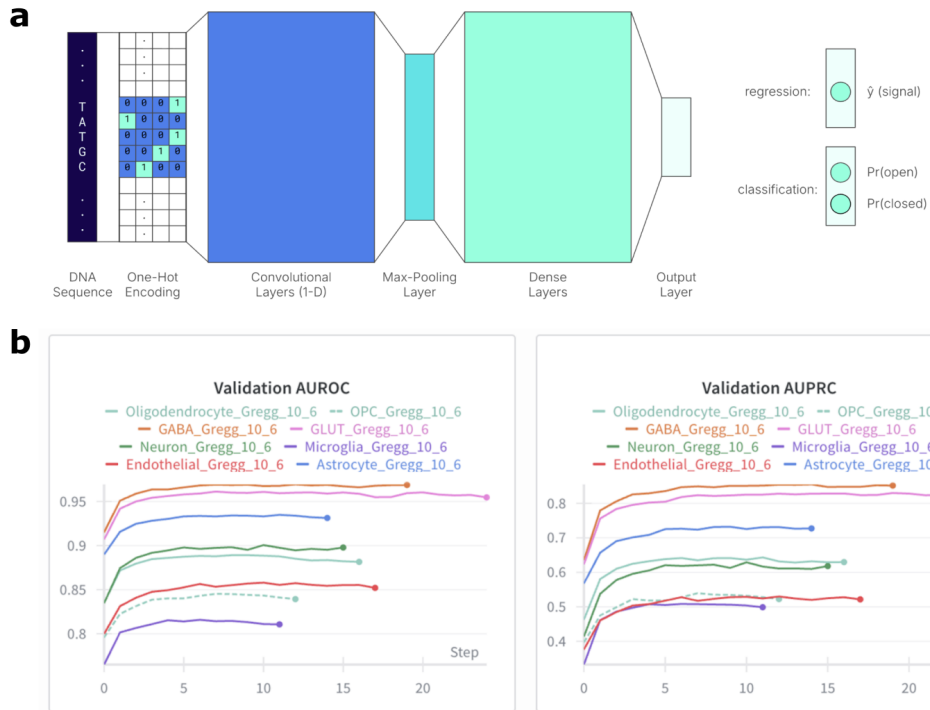 a
T
A
T
G
C
0 0 0 1
1 0 0 0
0 0 0 1
0 0 1 0
0 1 0 0
DNA
Sequence
One-Hot
Encoding
Convolutional
Layers (1-D)
Max-Pooling
Layer
Dense
Layers
Output
Layer
regression:
ŷ (signal)
classification:
Pr(open)
Pr(closed)
b
Validation AUROC
Oligodendrocyte_Gregg_10_6 OPC_Gregg_10_6
GABA_Gregg_10_6 GLUT_Gregg_10_6
Neuron_Gregg_10_6 Microglia_Gregg_10_6
Endothelial_Gregg_10_6 Astrocyte_Gregg_10_6
0.95
0.9
0.85
0.8
Step
0 5 10 15 20
Validation AUPRC
Oligodendrocyte_Gregg_10_6 OPC_Gregg_10
GABA_Gregg_10_6 GLUT_Gregg_10_6
Neuron_Gregg_10_6 Microglia_Gregg_10_6
Endothelial_Gregg_10_6 Astrocyte_Gregg_10
0.8
0.7
0.6
0.5
0.4
0 5 10 15 20